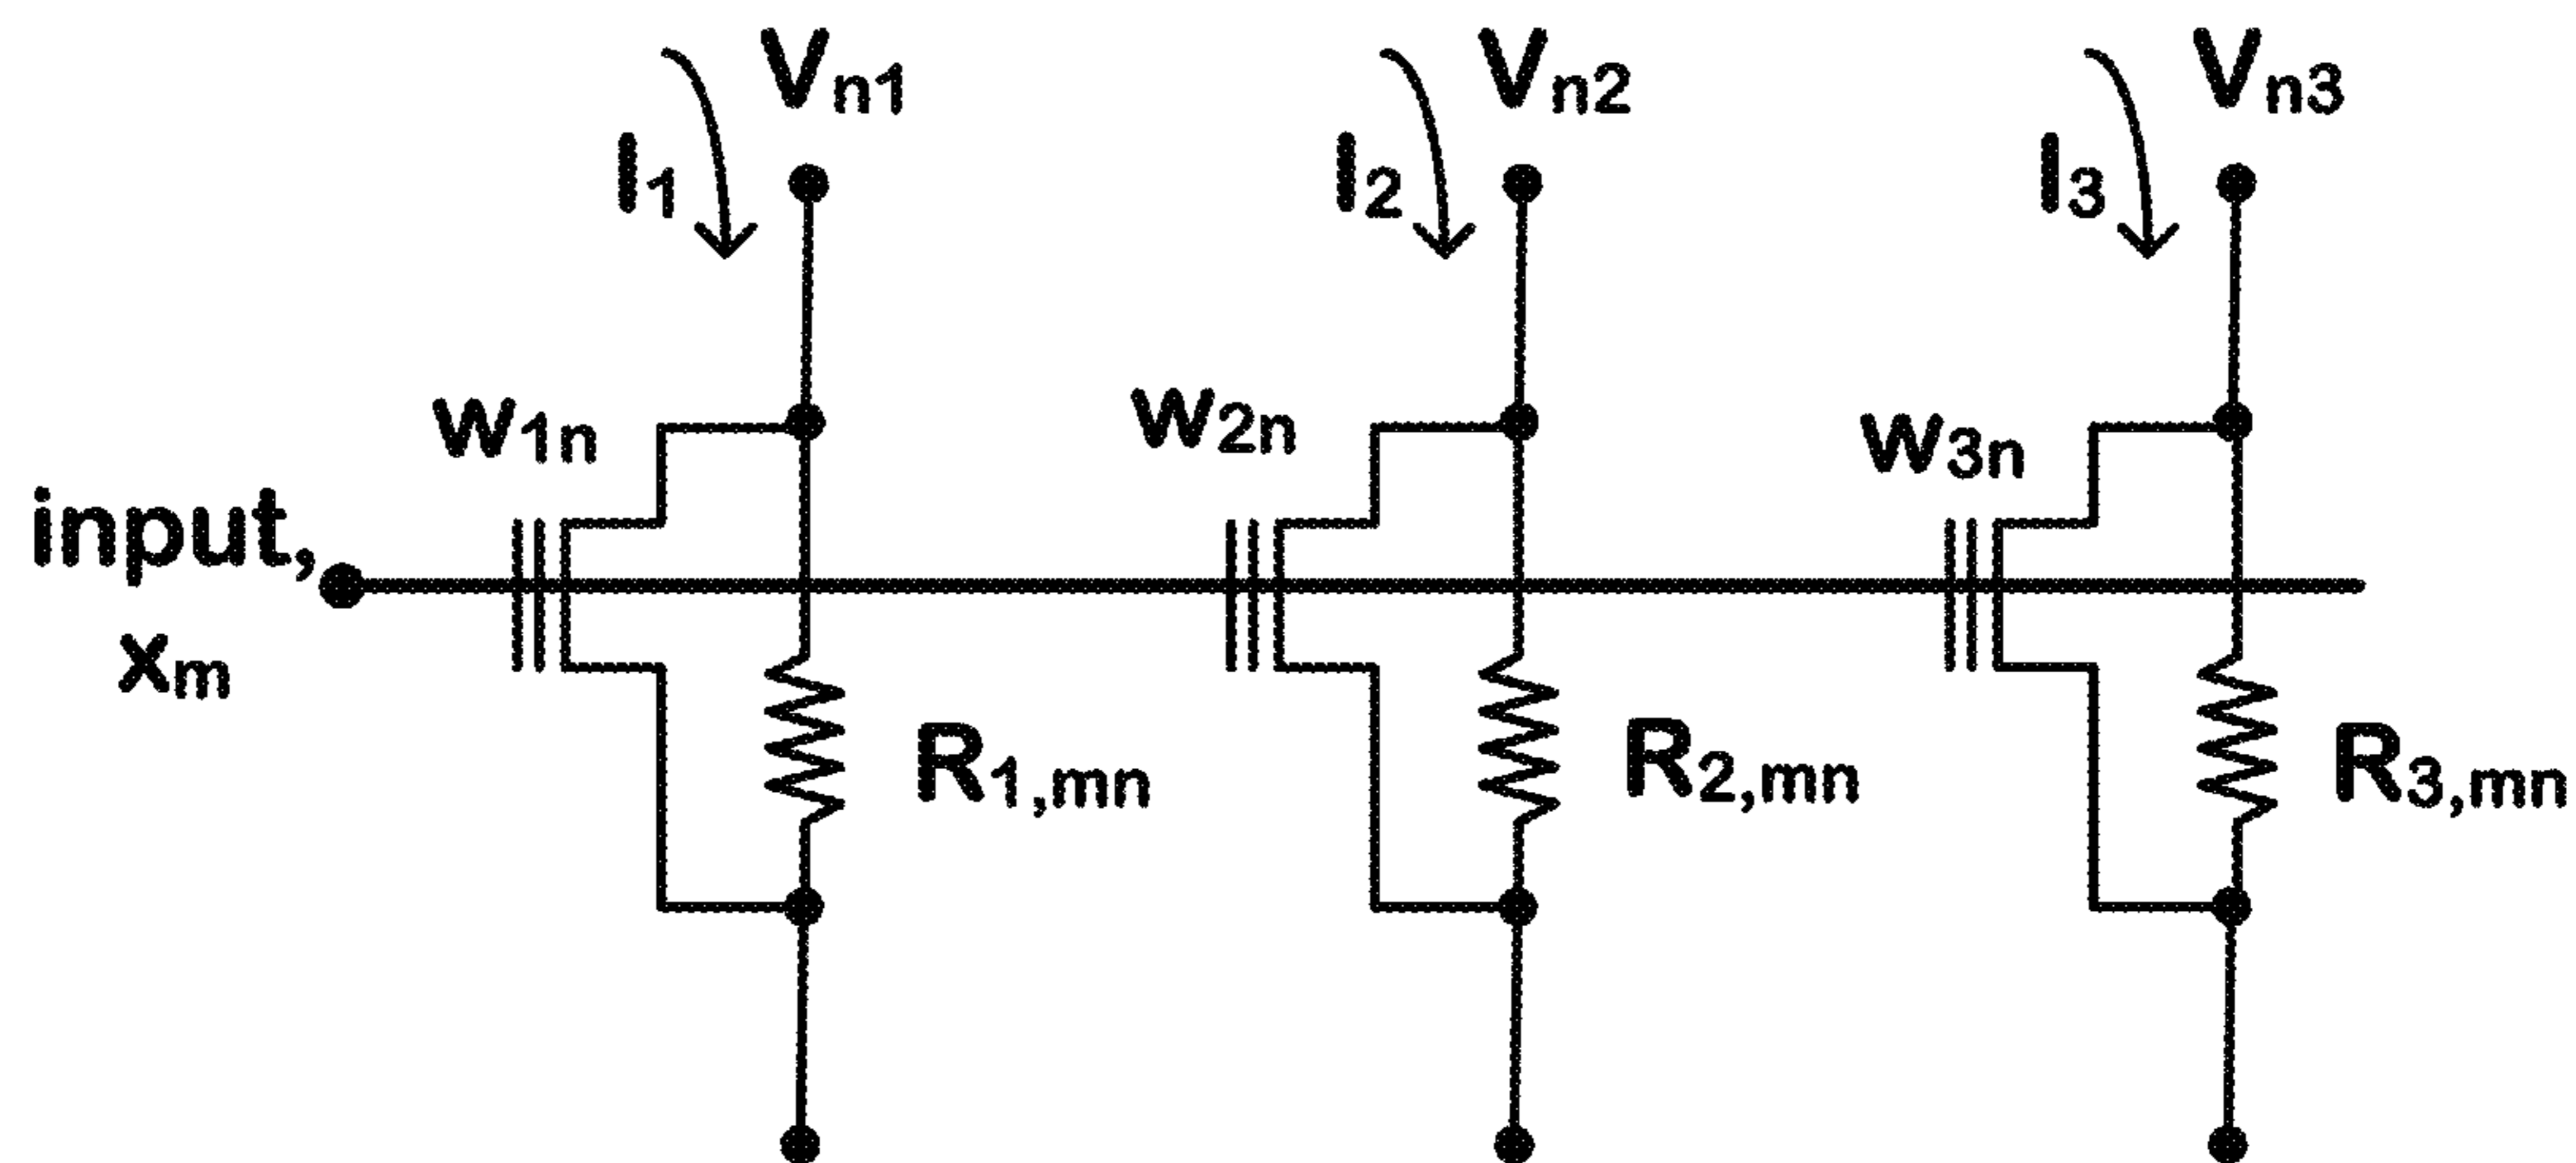 Vn1
Vn2
Vn3
I1
I2
I3
w1n
w2n
w3n
input,
xm
R1,mn
R2,mn
R3,mn